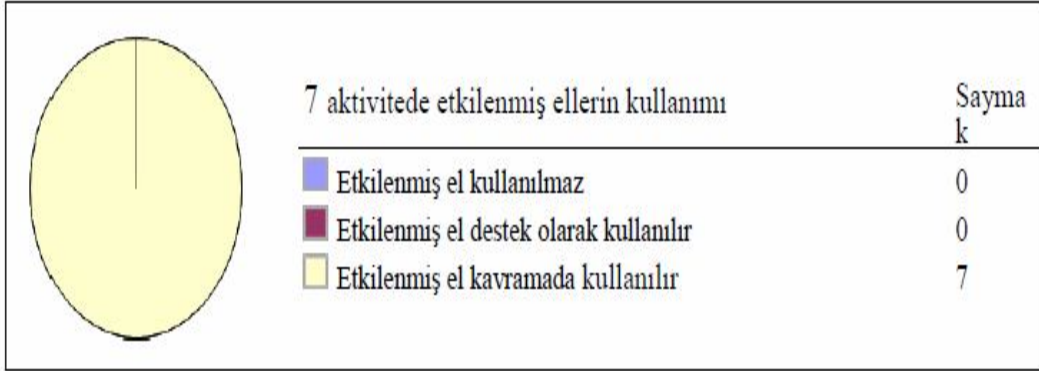 7 aktivitede etkilenmiş ellerin kullanımı Sayma
k
Etkilenmiş el kullanılmaz 0
Etkilenmiş el destek olarak kullanılır 0
Etkilenmiş el kavramada kullanılır 7